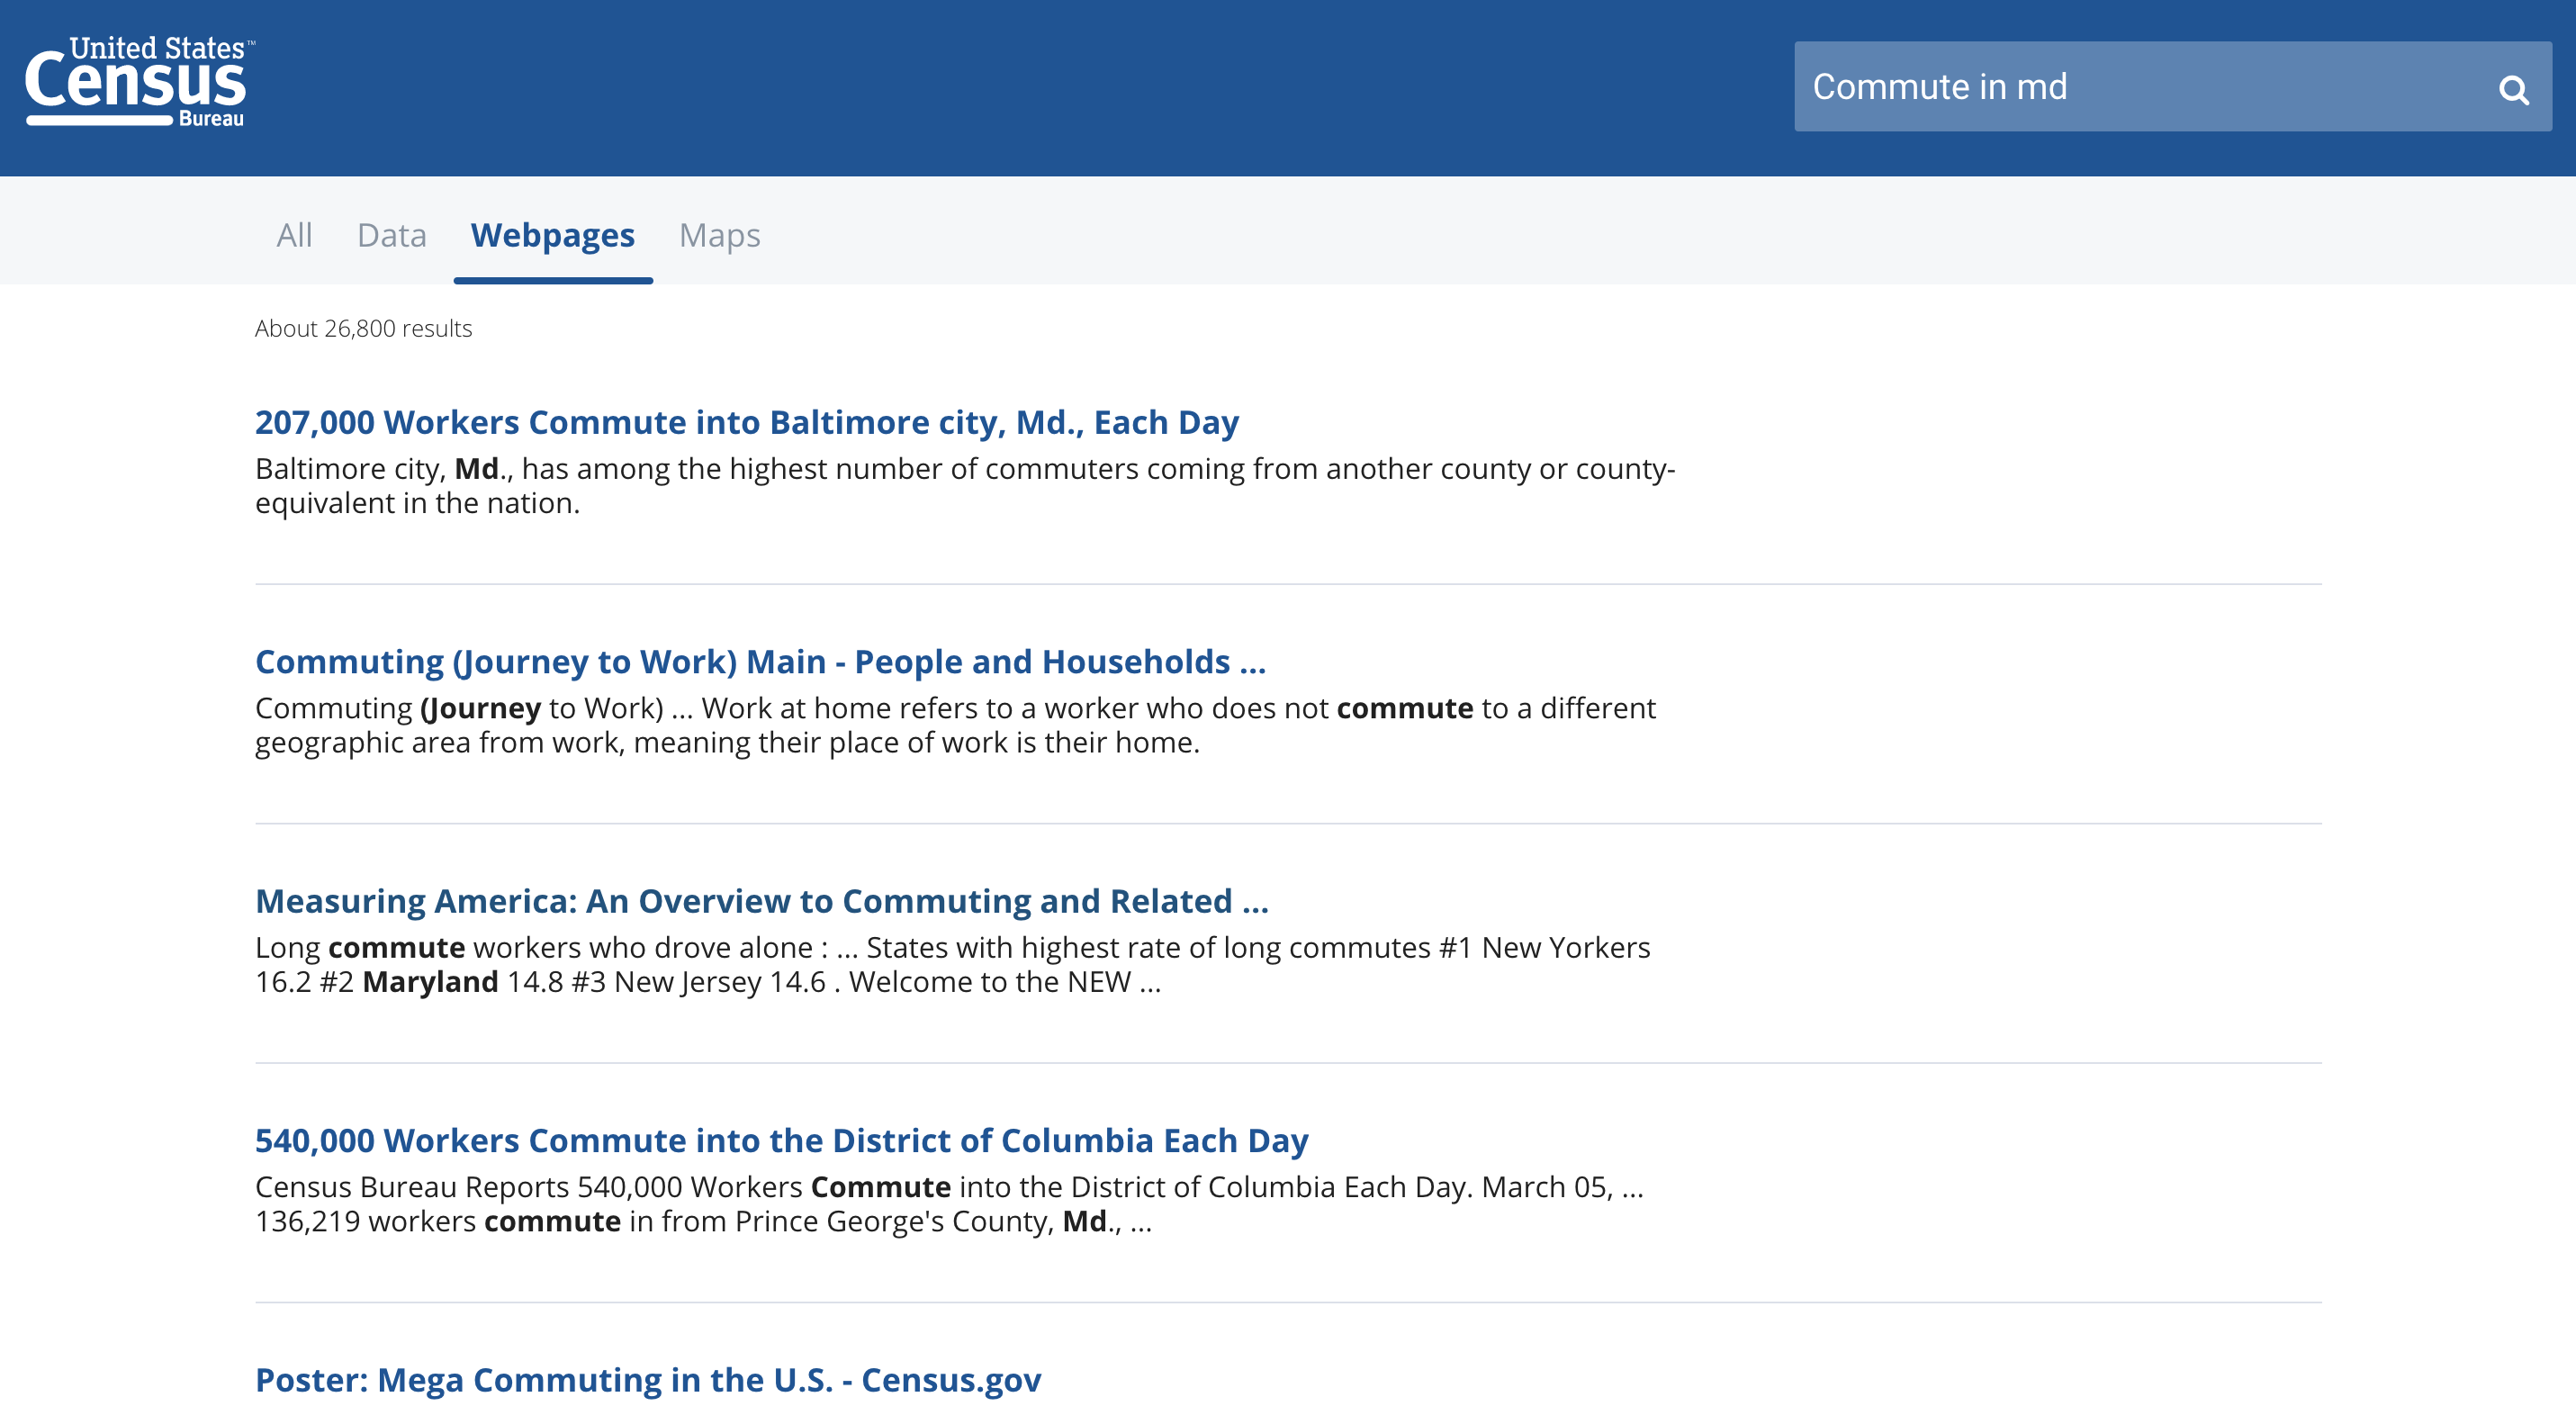 United States™
Census
Bureau
Commute in md
All Data Webpages Maps
About 26,800 results
207,000 Workers Commute into Baltimore city, Md., Each Day
Baltimore city, Md., has among the highest number of commuters coming from another county or county-
equivalent in the nation.
Commuting (Journey to Work) Main - People and Households ...
Commuting (Journey to Work) ... Work at home refers to a worker who does not commute to a different
geographic area from work, meaning their place of work is their home.
Measuring America: An Overview to Commuting and Related ...
Long commute workers who drove alone : ... States with highest rate of long commutes #1 New Yorkers
16.2 #2 Maryland 14.8 #3 New Jersey 14.6 . Welcome to the NEW ...
540,000 Workers Commute into the District of Columbia Each Day
Census Bureau Reports 540,000 Workers Commute into the District of Columbia Each Day. March 05, ...
136,219 workers commute in from Prince George's County, Md., ...
Poster: Mega Commuting in the U.S. - Census.gov